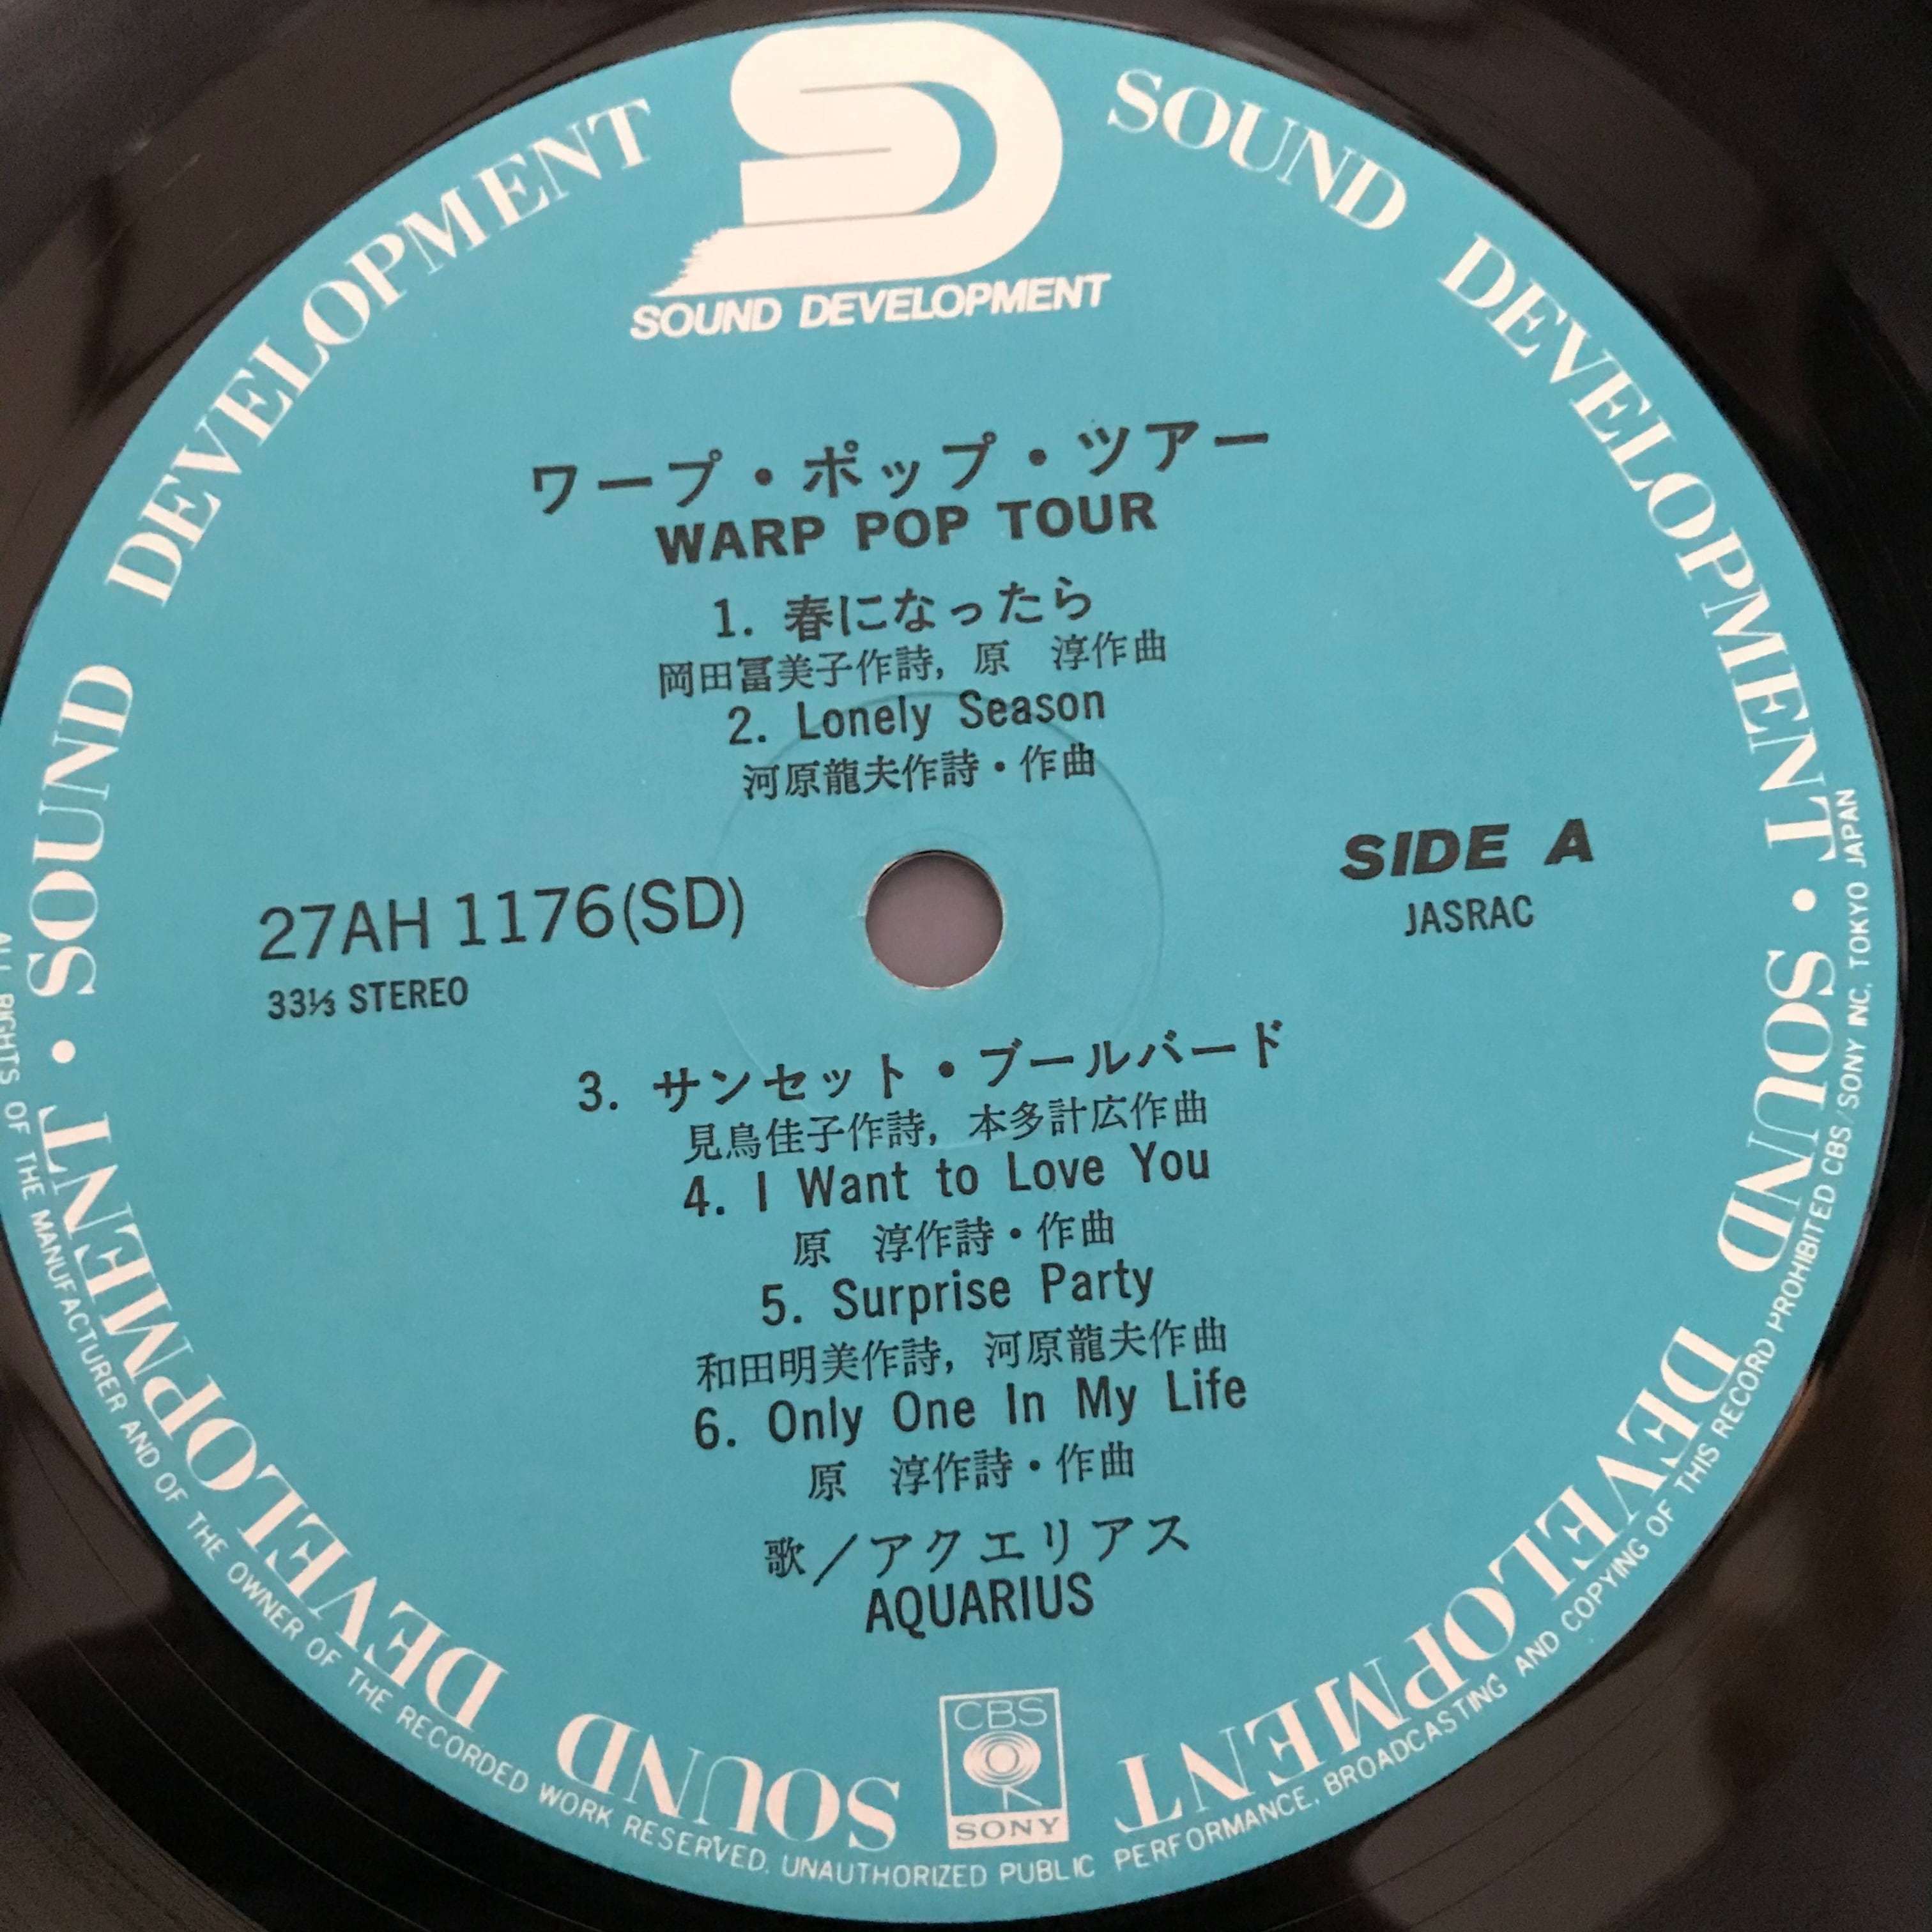 SOUND DEVELOPMENT
ワープ・ポップ・ツアー
WARP POP TOUR
1. 春になったら
岡田冨美子作詩, 原 淳作曲
2. Lonely Season
河原龍夫作詩・作曲
27AH 1176(SD)
33⅓ STEREO
SIDE A
JASRAC
3. サンセット・ブールバード
見鳥佳子作詩, 本多計広作曲
4. I Want to Love You
原 淳作詩・作曲
5. Surprise Party
和田明美作詩, 河原龍夫作曲
6. Only One In My Life
原 淳作詩・作曲
歌／アクエリアス
AQUARIUS
CBS
SONY
SOUND DEVELOPMENT・SOUND DEVELOPMENT
SOUND DEVELOPMENT・SOUND DEVELOPMENT
ALL RIGHTS OF THE MANUFACTURER AND OF THE OWNER OF THE RECORDED WORK RESERVED. UNAUTHORIZED PUBLIC PERFORMANCE, BROADCASTING AND COPYING OF THIS RECORD PROHIBITED CBS/SONY INC. TOKYO JAPAN